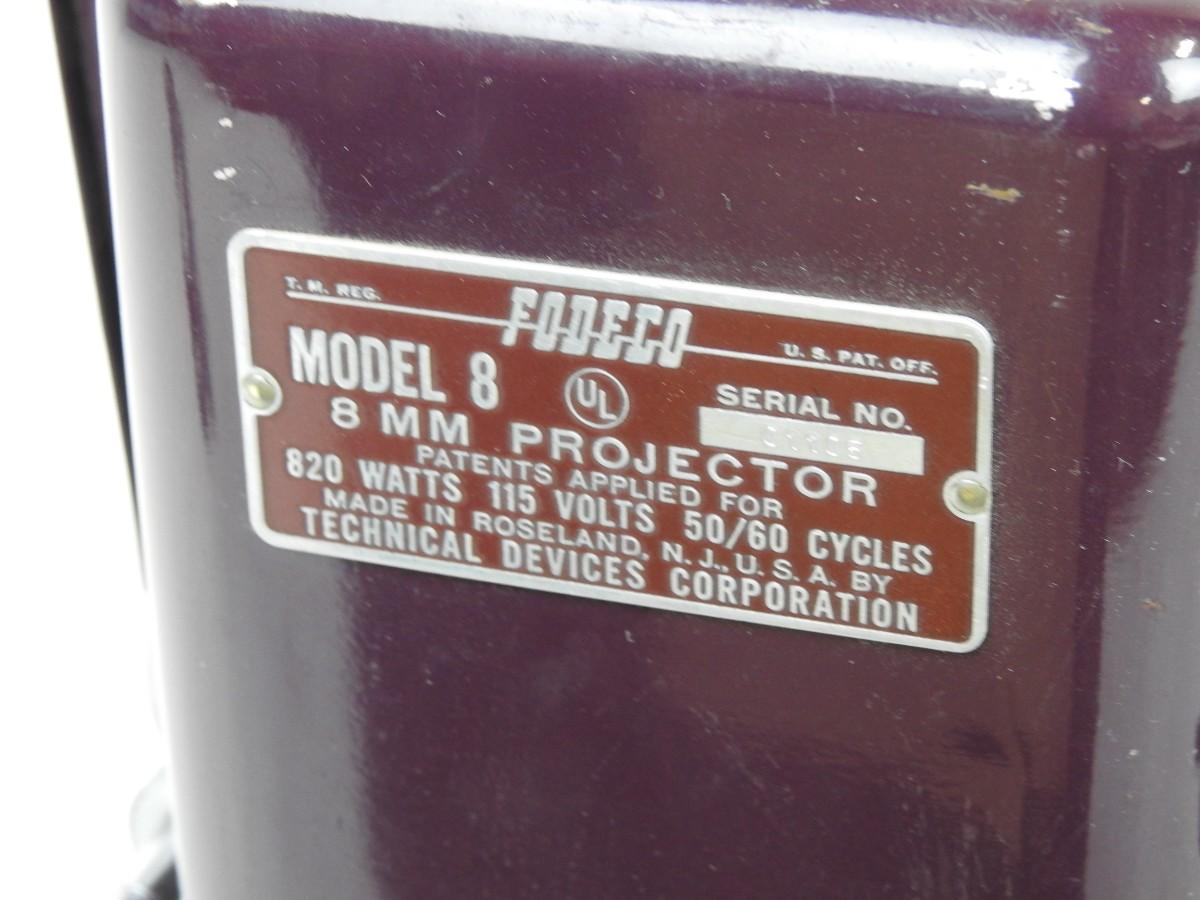 T. M. REG.
FODECO
U. S. PAT. OFF.
MODEL 8
UL
SERIAL NO.
8 MM PROJECTOR
PATENTS APPLIED FOR
820 WATTS 115 VOLTS 50/60 CYCLES
MADE IN ROSELAND, N. J., U. S. A. BY
TECHNICAL DEVICES CORPORATION